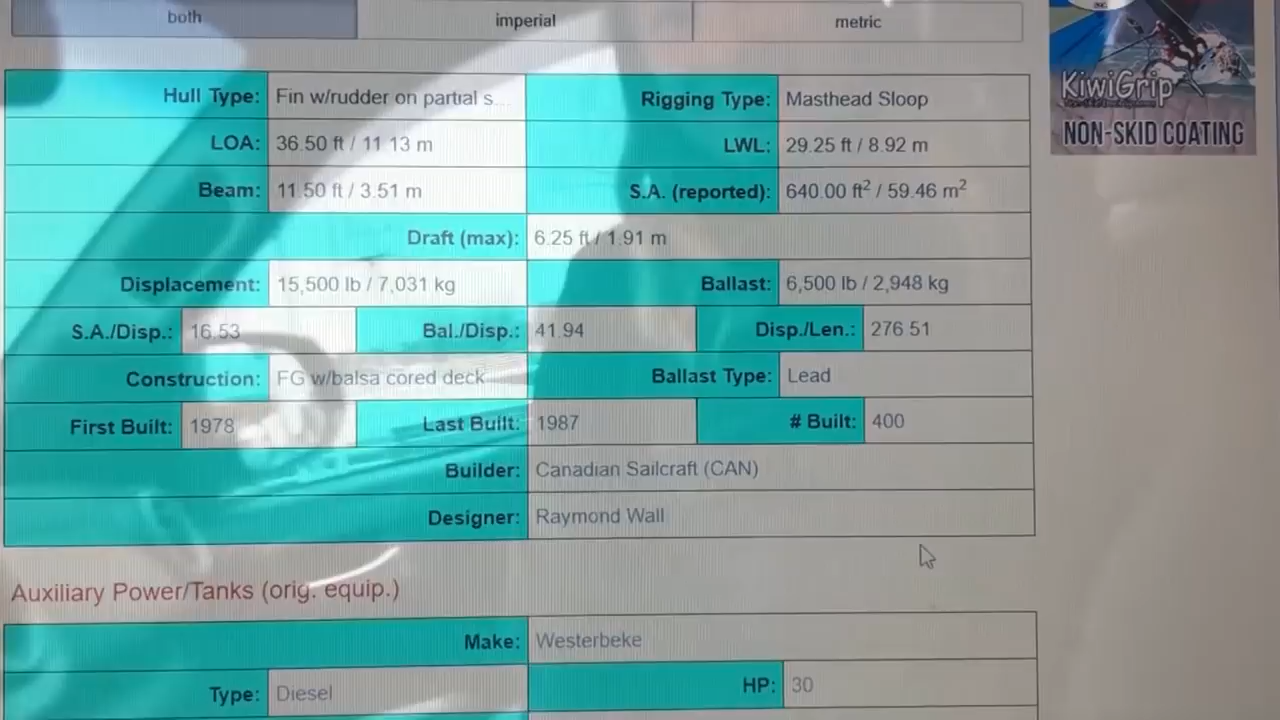 both imperial metric
Hull Type: Fin w/rudder on partial s... Rigging Type: Masthead Sloop
LOA: 36.50 ft / 11.13 m LWL: 29.25 ft / 8.92 m
Beam: 11.50 ft / 3.51 m S.A. (reported): 640.00 ft² / 59.46 m²
Draft (max): 6.25 ft / 1.91 m
Displacement: 15,500 lb / 7,031 kg Ballast: 6,500 lb / 2,948 kg
S.A./Disp.: 16.53 Bal./Disp.: 41.94 Disp./Len.: 276.51
Construction: FG w/balsa cored deck Ballast Type: Lead
First Built: 1978 Last Built: 1987 # Built: 400
Builder: Canadian Sailcraft (CAN)
Designer: Raymond Wall
Auxiliary Power/Tanks (orig. equip.)
Make: Westerbeke
Type: Diesel HP: 30
KiwiGrip
NON-SKID COATING